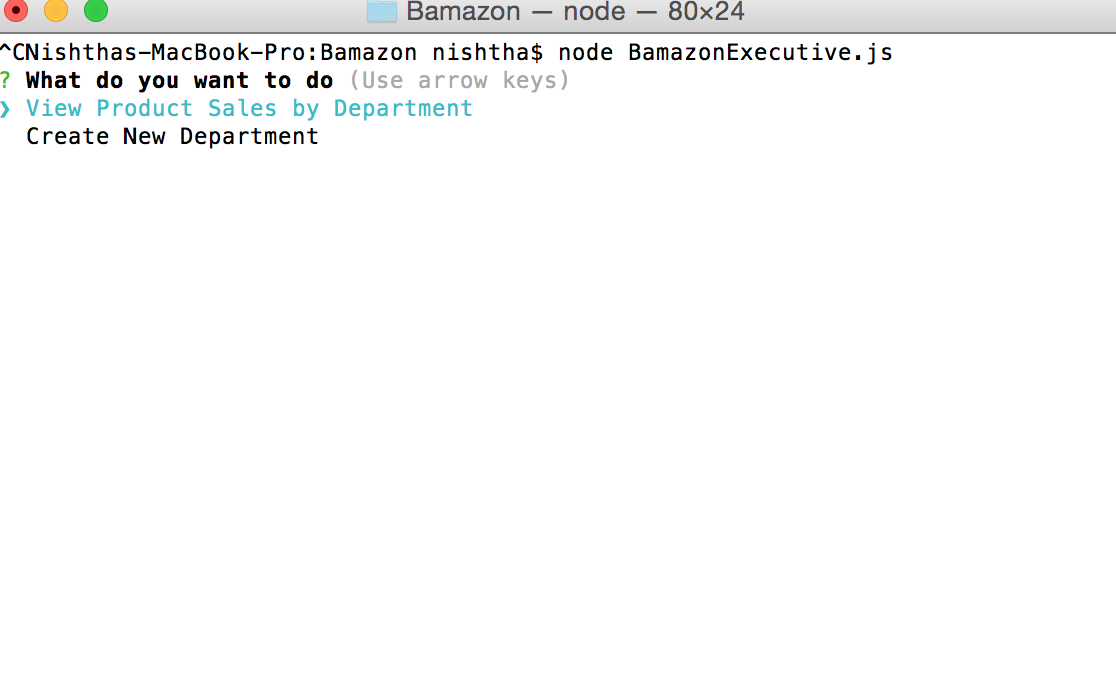 Bamazon — node — 80×24
^CNishthas-MacBook-Pro:Bamazon nishtha$ node BamazonExecutive.js
? What do you want to do (Use arrow keys)
❯ View Product Sales by Department
Create New Department